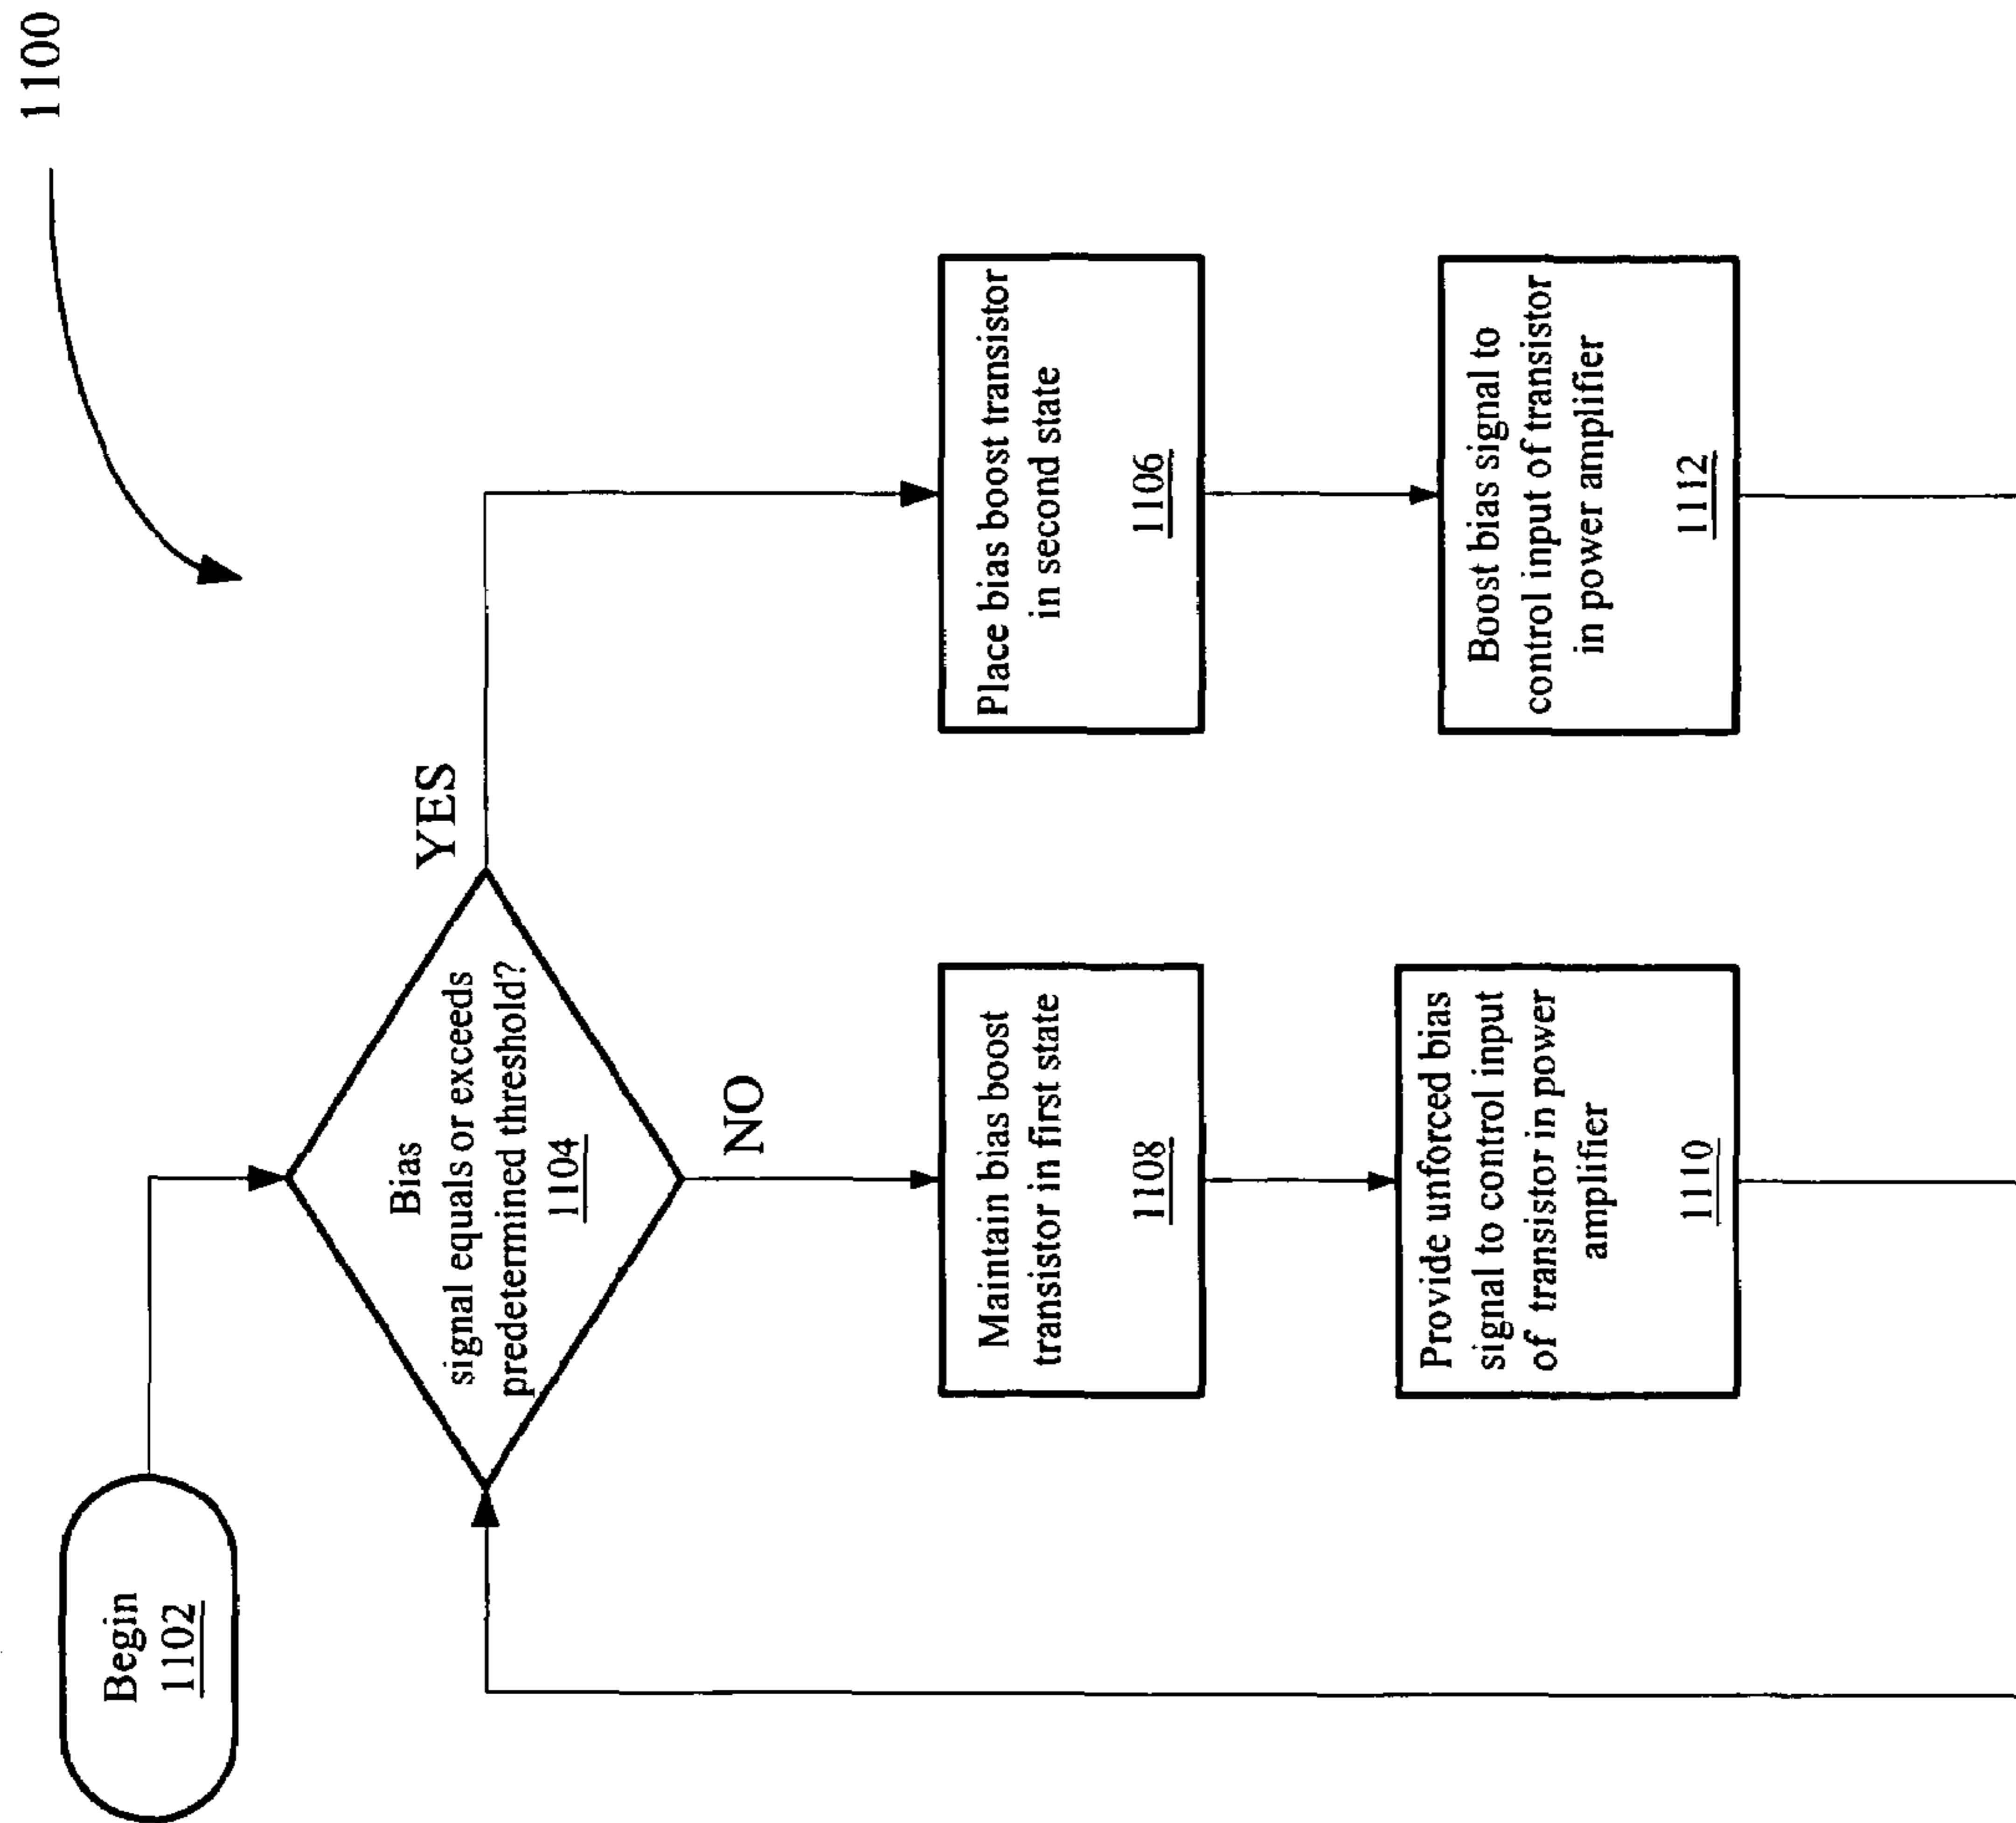 1100
Begin
1102
Bias
signal equals or exceeds
predetermined threshold?
1104
YES
NO
Place bias boost transistor
in second state
1106
Maintain bias boost
transistor in first state
1108
Boost bias signal to
control input of transistor
in power amplifier
1112
Provide unforced bias
signal to control input
of transistor in power
amplifier
1110